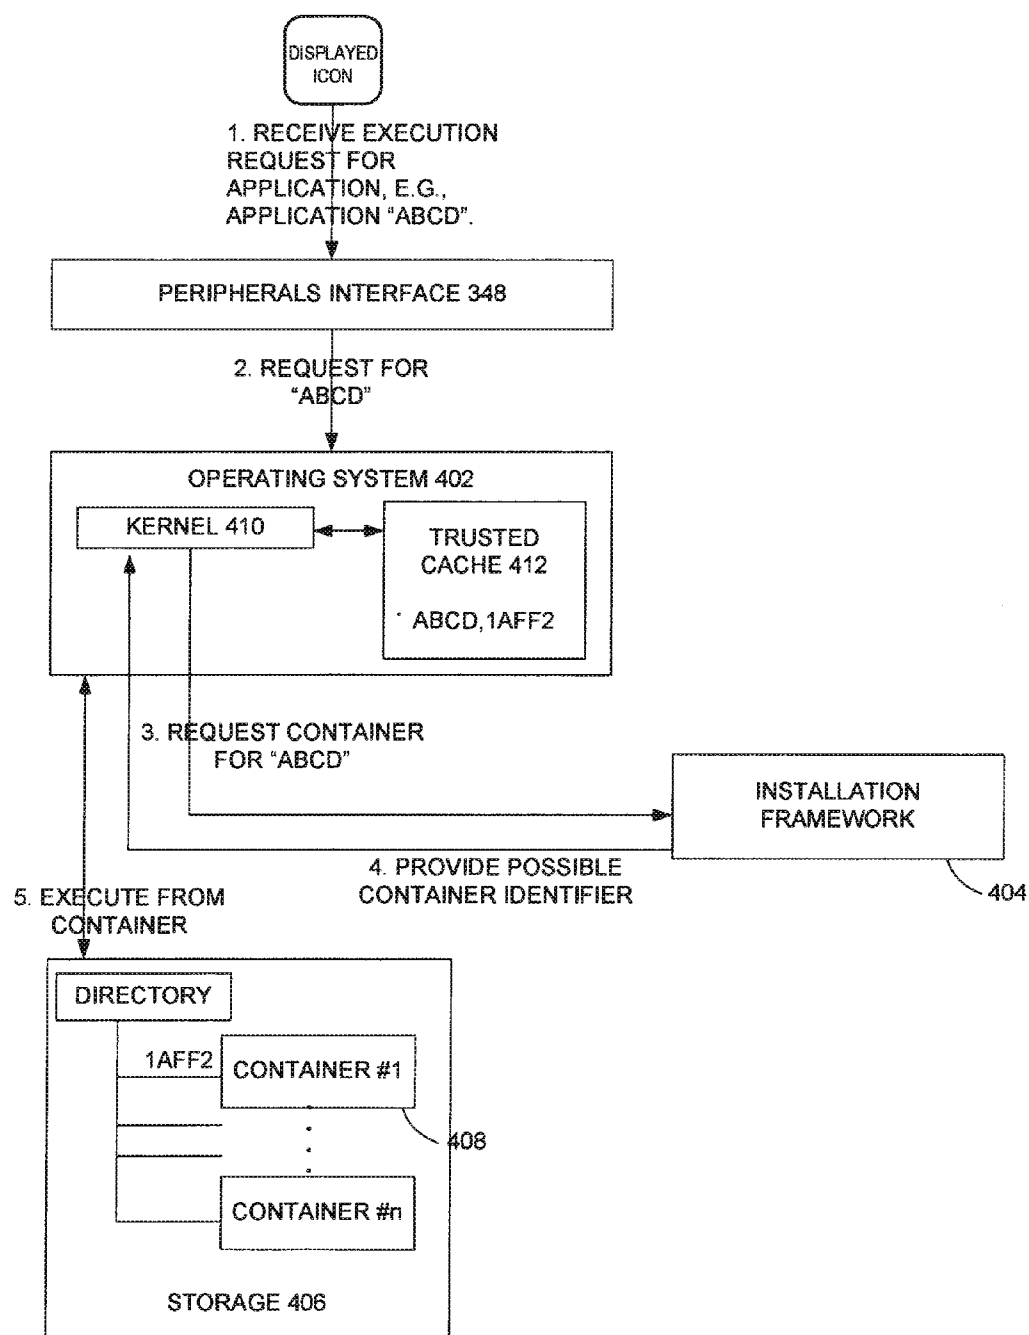 DISPLAYED
ICON
1. RECEIVE EXECUTION
REQUEST FOR
APPLICATION, E.G.,
APPLICATION “ABCD”.
PERIPHERALS INTERFACE 348
2. REQUEST FOR
“ABCD”
OPERATING SYSTEM 402
KERNEL 410
TRUSTED
CACHE 412
ABCD,1AFF2
3. REQUEST CONTAINER
FOR “ABCD”
INSTALLATION
FRAMEWORK
404
4. PROVIDE POSSIBLE
CONTAINER IDENTIFIER
5. EXECUTE FROM
CONTAINER
DIRECTORY
1AFF2
CONTAINER #1
408
CONTAINER #n
STORAGE 406